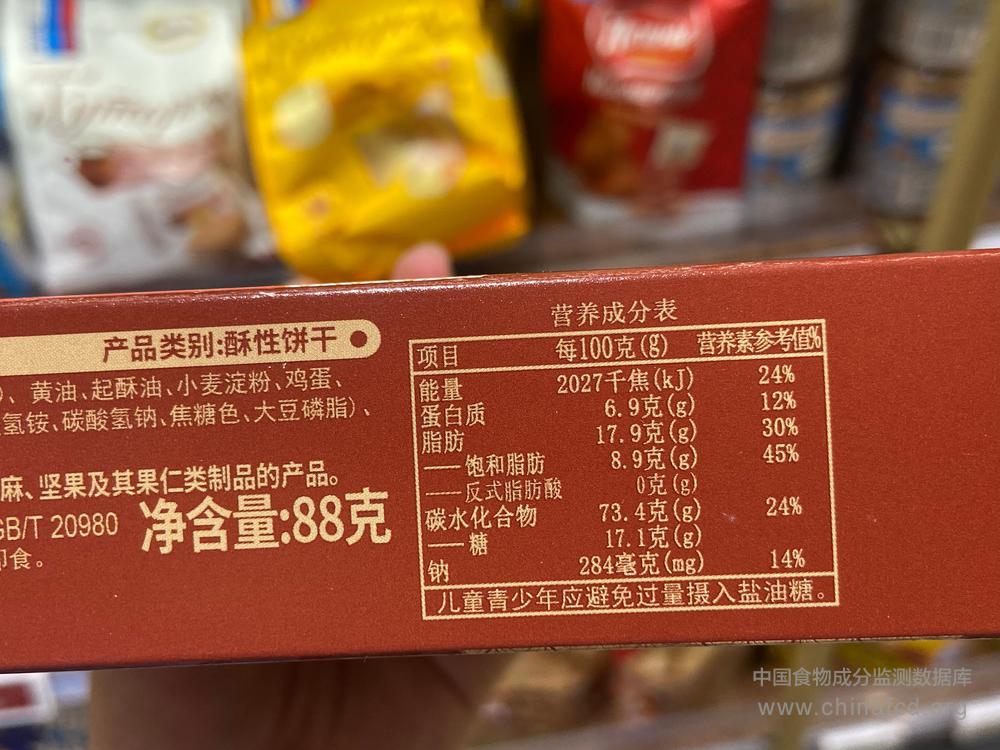 产品类别:酥性饼干
)、黄油、起酥油、小麦淀粉、鸡蛋、
氢铵、碳酸氢钠、焦糖色、大豆磷脂)、
麻、坚果及其果仁类制品的产品。
GB/T 20980 净含量:88克
即食。
营养成分表
项目 每100克(g) 营养素参考值%
能量 2027千焦(kJ) 24%
蛋白质 6.9克(g) 12%
脂肪 17.9克(g) 30%
——饱和脂肪 8.9克(g) 45%
——反式脂肪酸 0克(g)
碳水化合物 73.4克(g) 24%
——糖 17.1克(g)
钠 284毫克(mg) 14%
儿童青少年应避免过量摄入盐油糖。
中国食物成分监测数据库
www.chinafcd.org